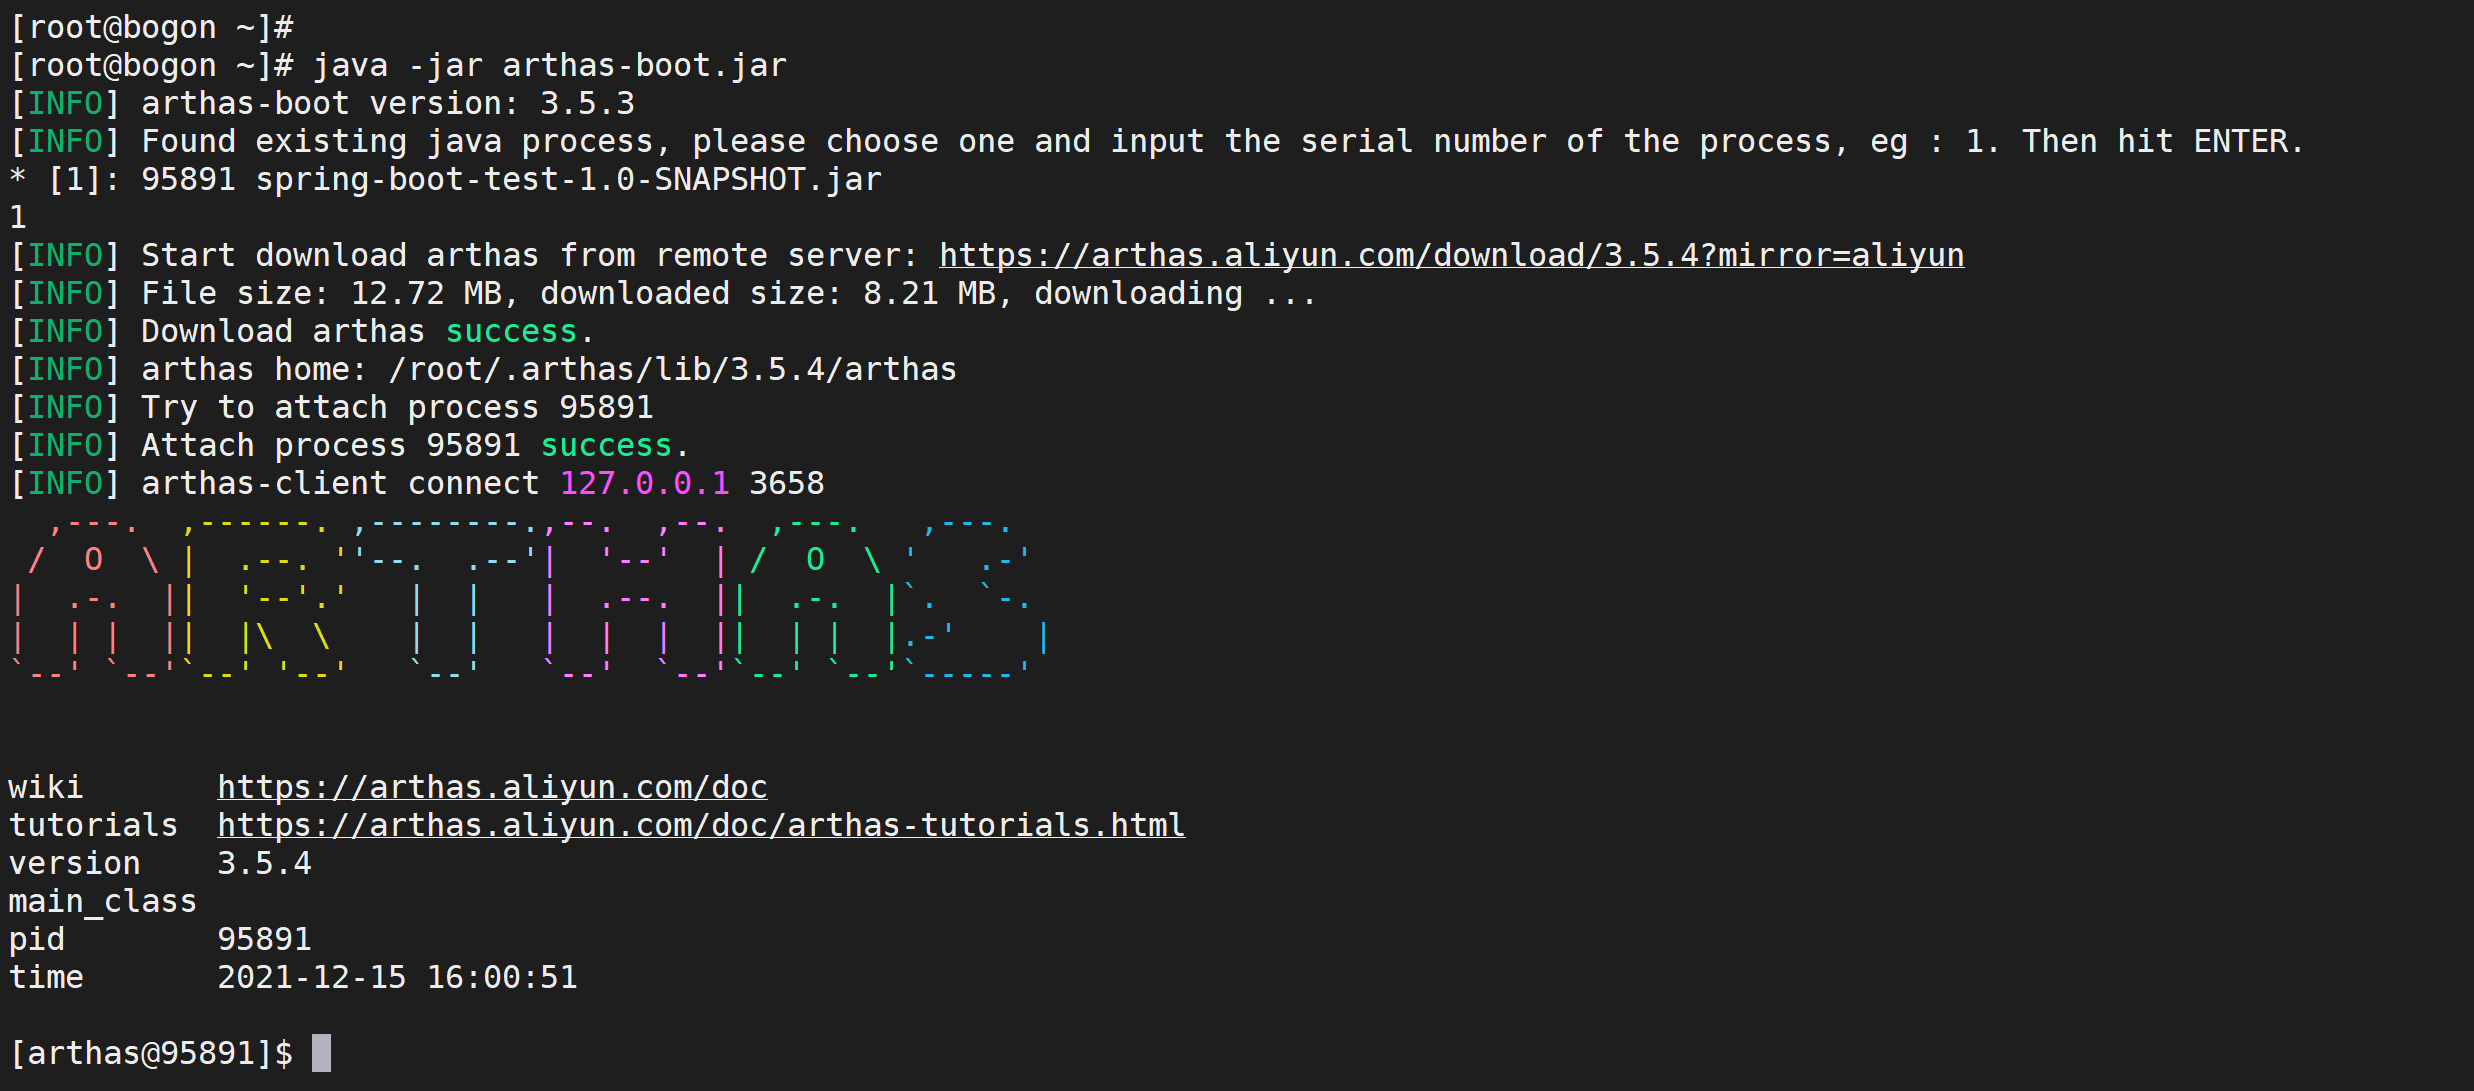 [root@bogon ~]#
[root@bogon ~]# java -jar arthas-boot.jar
[INFO] arthas-boot version: 3.5.3
[INFO] Found existing java process, please choose one and input the serial number of the process, eg : 1. Then hit ENTER.
* [1]: 95891 spring-boot-test-1.0-SNAPSHOT.jar
1
[INFO] Start download arthas from remote server: https://arthas.aliyun.com/download/3.5.4?mirror=aliyun
[INFO] File size: 12.72 MB, downloaded size: 8.21 MB, downloading ...
[INFO] Download arthas success.
[INFO] arthas home: /root/.arthas/lib/3.5.4/arthas
[INFO] Try to attach process 95891
[INFO] Attach process 95891 success.
[INFO] arthas-client connect 127.0.0.1 3658
  ,---.  ,------. ,--------.,--.  ,--.  ,---.   ,---.
 /  O  \ |  .--. ''--.  .--'|  '--'  | /  O  \ '   .-'
|  .-.  ||  '--'.'   |  |   |  .--.  ||  .-.  |`.  `-.
|  | |  ||  |\  \    |  |   |  |  |  ||  | |  |.-'    |
`--' `--'`--' '--'   `--'   `--'  `--'`--' `--'`-----'
wiki       https://arthas.aliyun.com/doc
tutorials  https://arthas.aliyun.com/doc/arthas-tutorials.html
version    3.5.4
main_class
pid        95891
time       2021-12-15 16:00:51
[arthas@95891]$